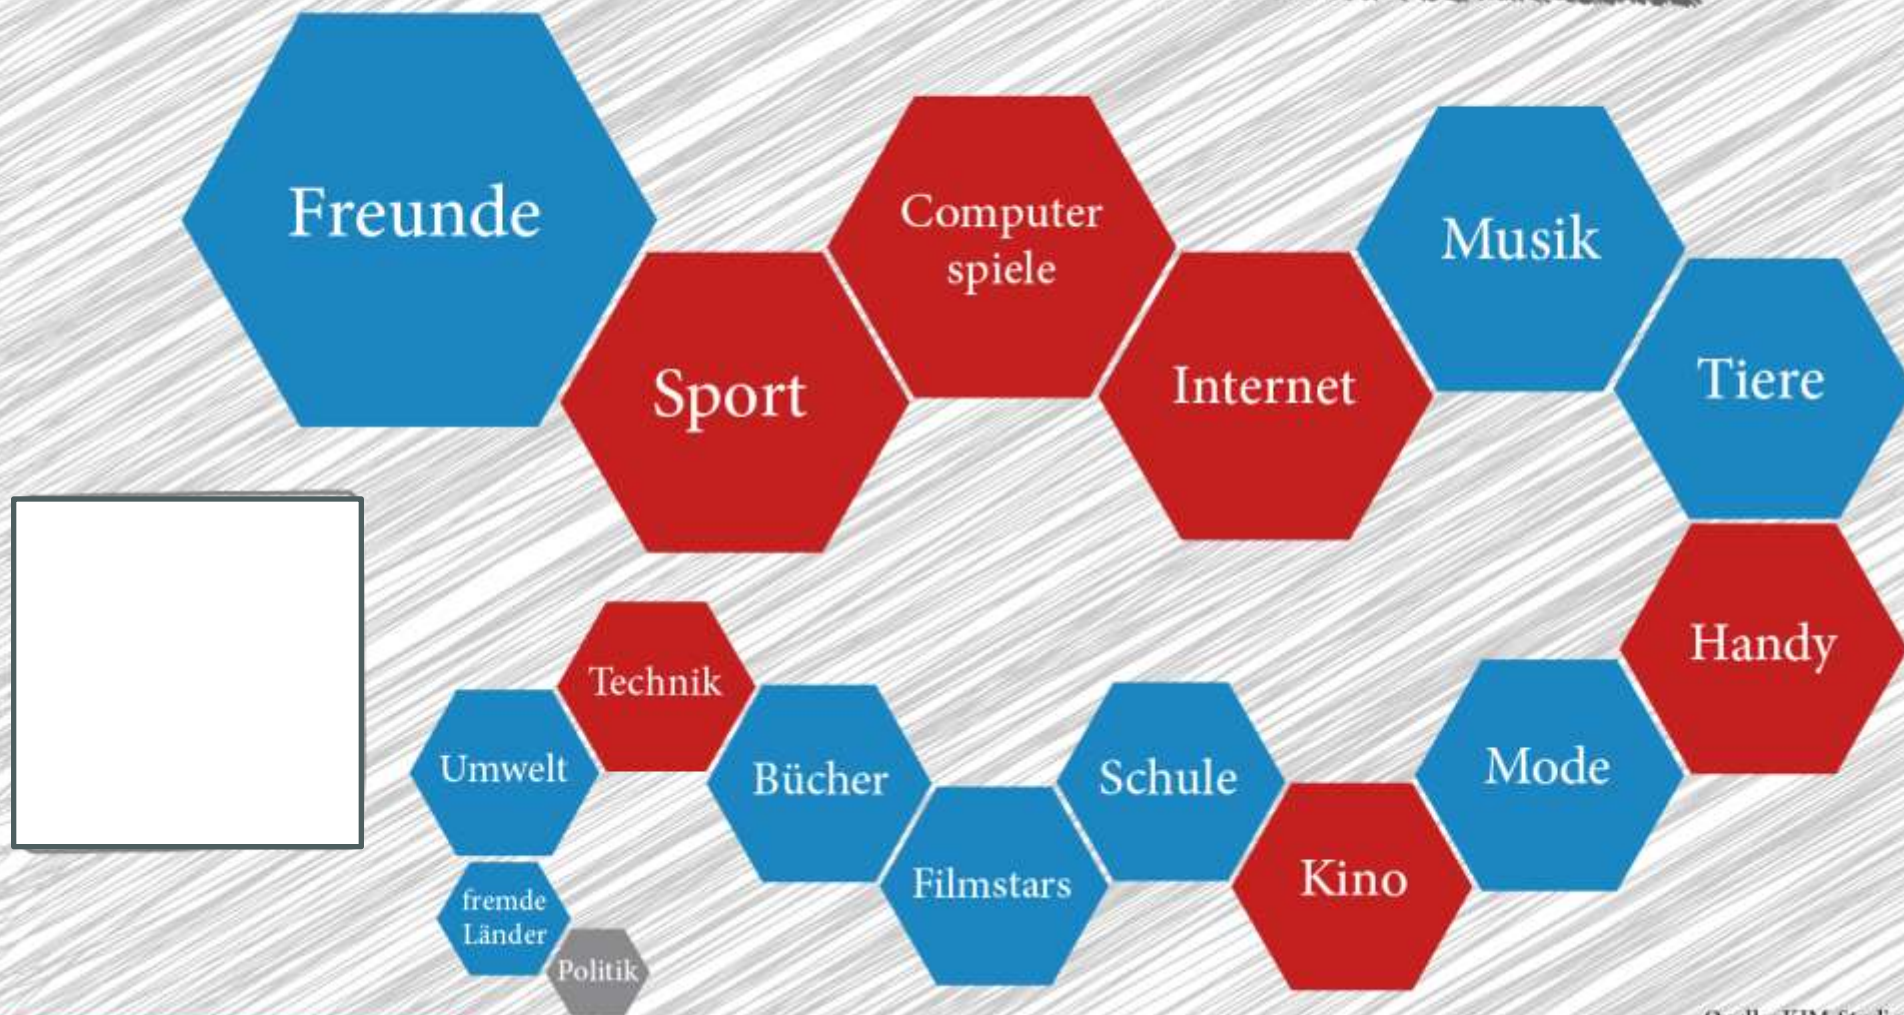 Freunde
Sport
Computer
spiele
Internet
Musik
Tiere
Handy
Mode
Kino
Schule
Filmstars
Bücher
Technik
Umwelt
fremde
Länder
Politik